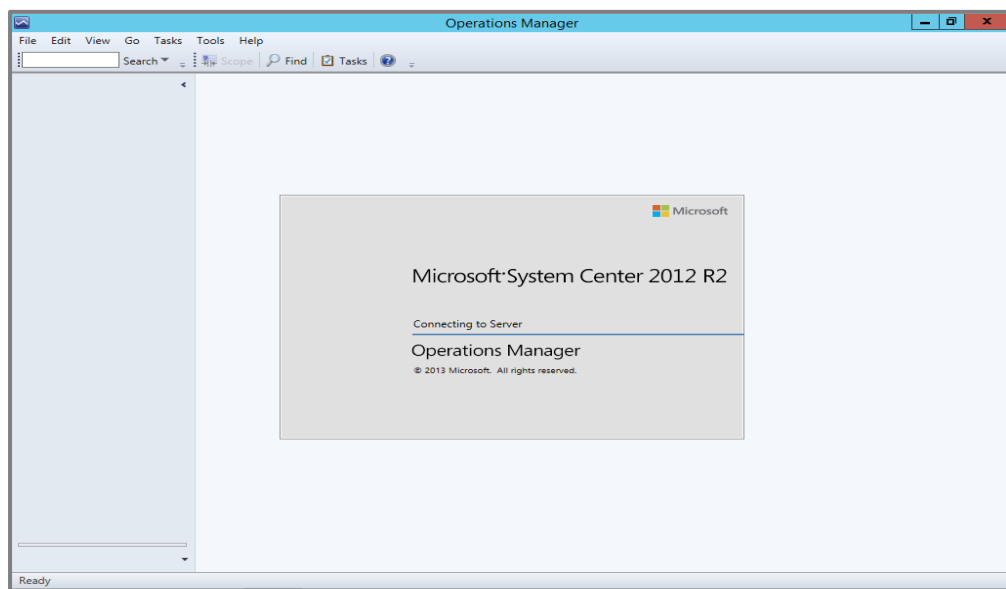 Operations Manager
File Edit View Go Tasks Tools Help
Search Scope Find Tasks
Microsoft
Microsoft System Center 2012 R2
Connecting to Server
Operations Manager
© 2013 Microsoft. All rights reserved.
Ready